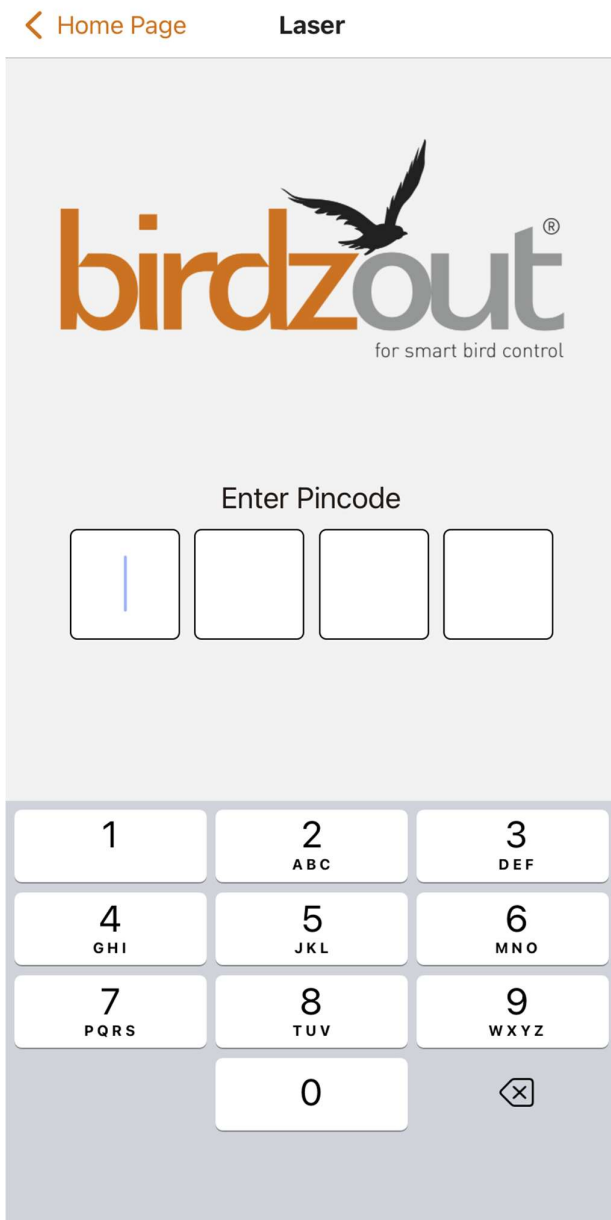 Home Page
Laser
birdzout®
for smart bird control
Enter Pincode
1
2
3
ABC
DEF
4
5
6
GHI
JKL
MNO
7
8
9
PQRS
TUV
WXYZ
0